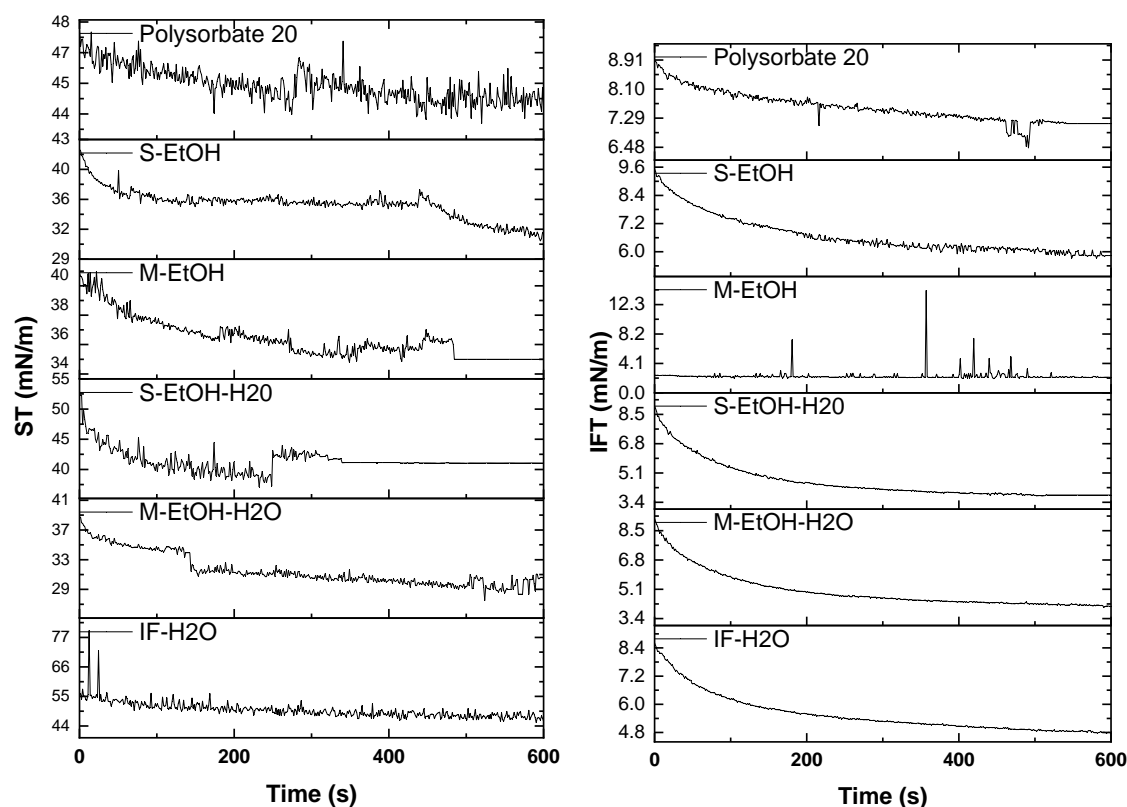 48
Polysorbate 20
47
45
44
43
S-EtOH
40
36
32
29
M-EtOH
40
38
36
34
55
S-EtOH-H20
50
45
40
41
M-EtOH-H2O
37
33
29
IF-H2O
77
66
55
44
0 200 400 600
Time (s)
ST (mN/m)
8.91
Polysorbate 20
8.10
7.29
6.48
9.6
S-EtOH
8.4
7.2
6.0
M-EtOH
12.3
8.2
4.1
0.0
S-EtOH-H20
8.5
6.8
5.1
3.4
M-EtOH-H2O
8.5
6.8
5.1
3.4
IF-H2O
8.4
7.2
6.0
4.8
0 200 400 600
Time (s)
IFT (mN/m)